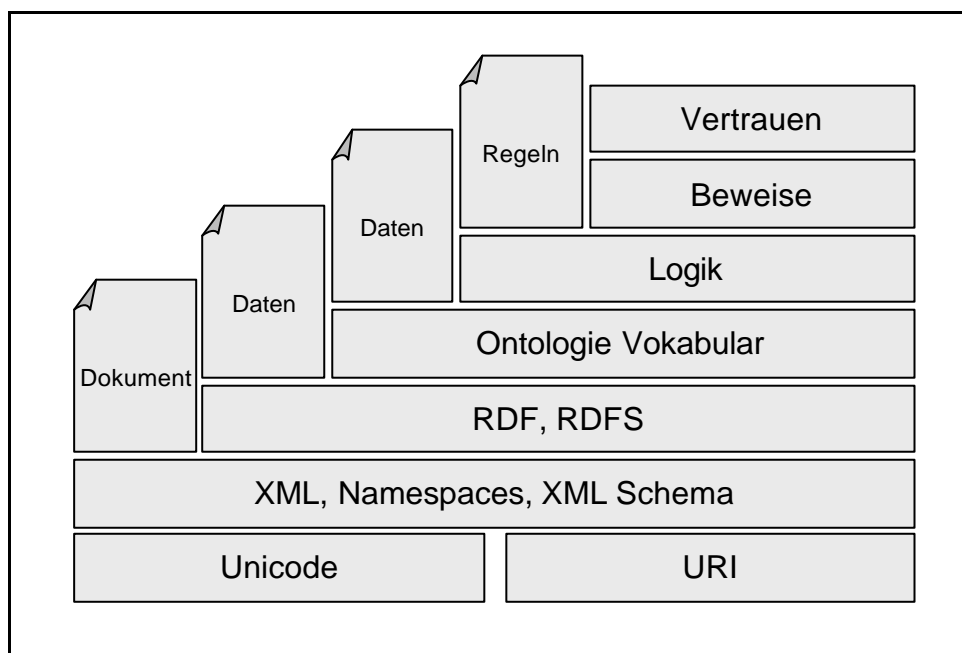 Vertrauen
Regeln
Beweise
Daten
Logik
Daten
Ontologie Vokabular
Dokument
RDF, RDFS
XML, Namespaces, XML Schema
Unicode
URI